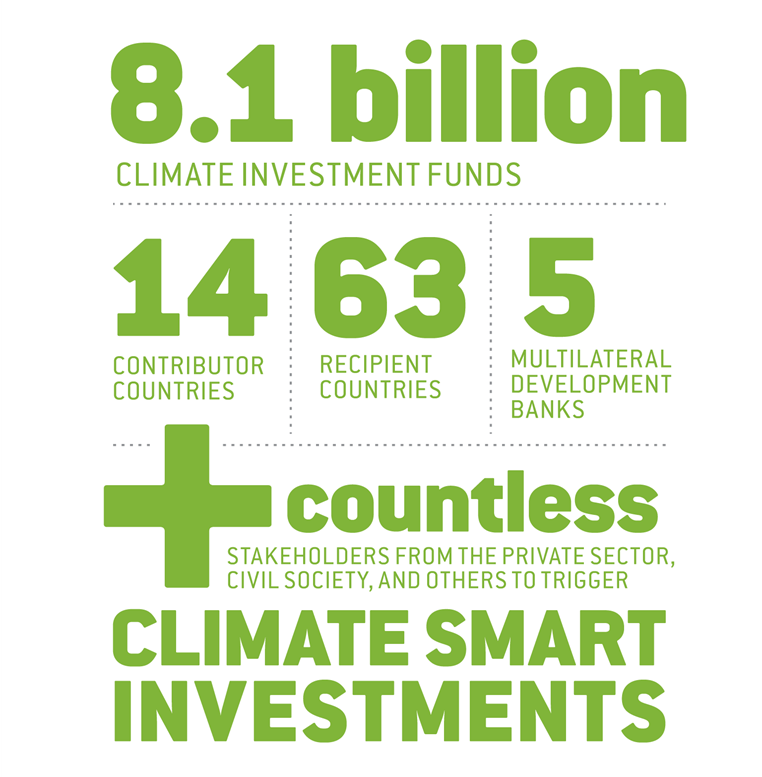 8.1 billion
CLIMATE INVESTMENT FUNDS
14
CONTRIBUTOR
COUNTRIES
63
RECIPIENT
COUNTRIES
5
MULTILATERAL
DEVELOPMENT
BANKS
+ countless
STAKEHOLDERS FROM THE PRIVATE SECTOR,
CIVIL SOCIETY, AND OTHERS TO TRIGGER
CLIMATE SMART
INVESTMENTS